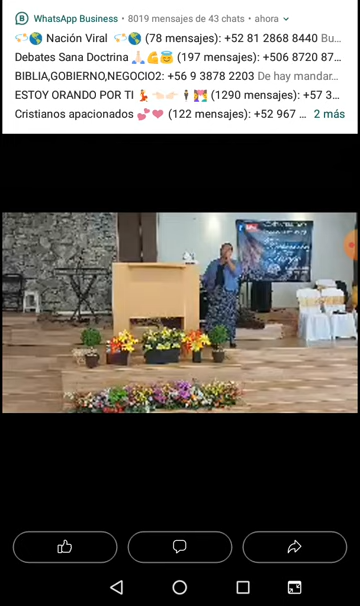 WhatsApp Business • 8019 mensajes de 43 chats • ahora
Nación Viral (78 mensajes): +52 81 2868 8440 Bu...
Debates Sana Doctrina 🙏💪😇 (197 mensajes): +506 8720 87...
BIBLIA,GOBIERNO,NEGOCIO2: +56 9 3878 2203 De hay mandar...
ESTOY ORANDO POR TI (1290 mensajes): +57 3...
Cristianos apacionados 💕❤ (122 mensajes): +52 967 ... 2 más